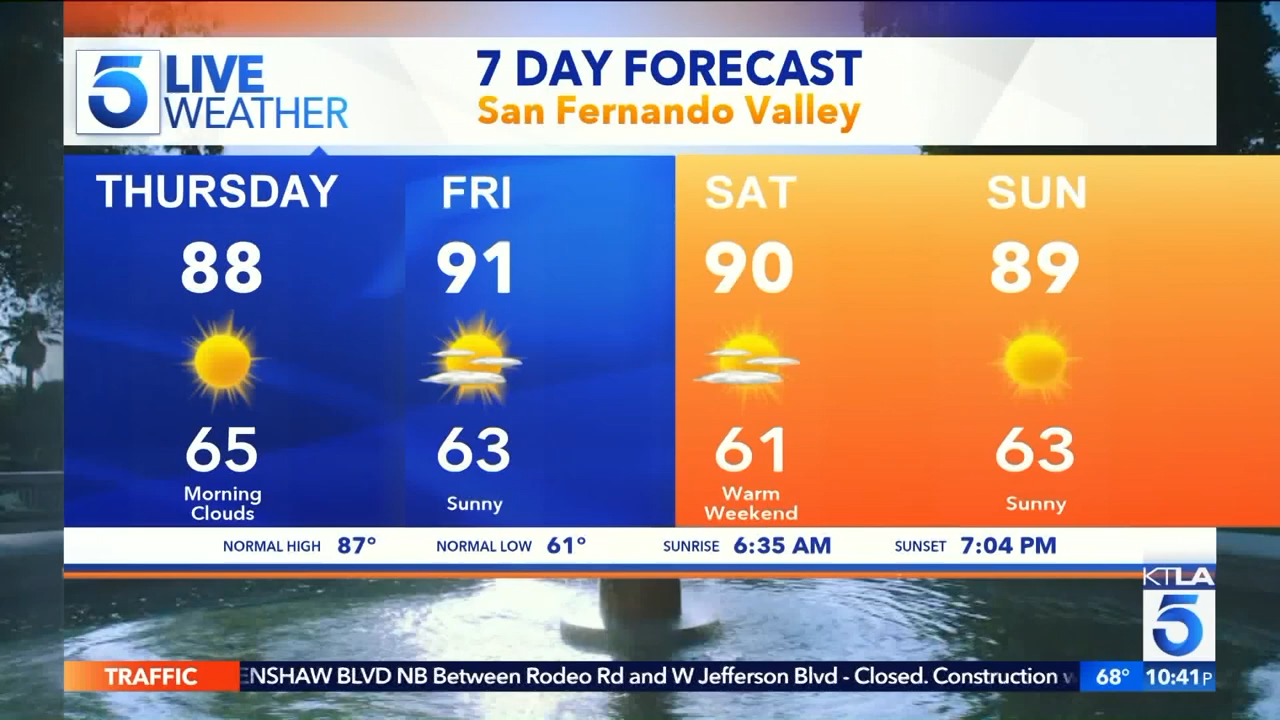 5 LIVE
WEATHER
7 DAY FORECAST
San Fernando Valley
THURSDAY
88
65
Morning
Clouds
FRI
91
63
Sunny
SAT
90
61
Warm
Weekend
SUN
89
63
Sunny
NORMAL HIGH 87° NORMAL LOW 61° SUNRISE 6:35 AM SUNSET 7:04 PM
KTLA
5
TRAFFIC ENSHAW BLVD NB Between Rodeo Rd and W Jefferson Blvd - Closed. Construction 68° 10:41P